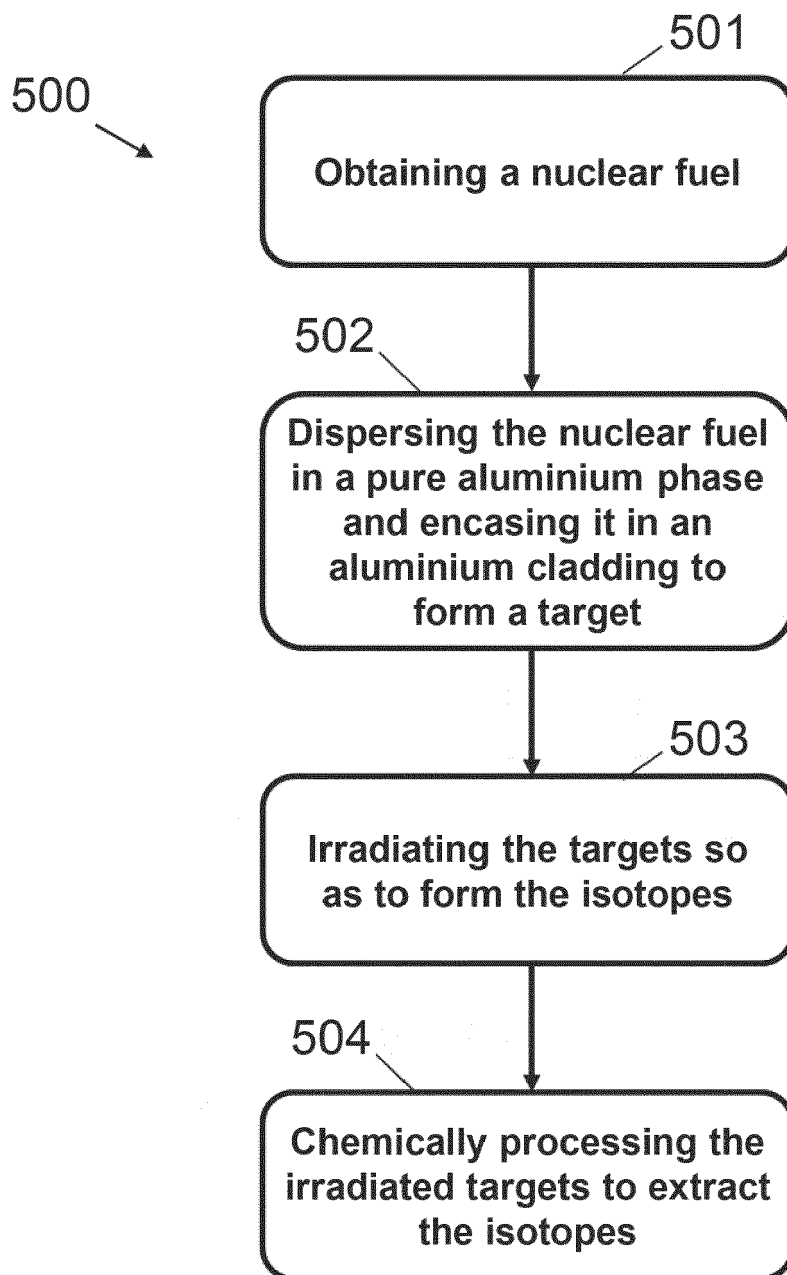 501
500
Obtaining a nuclear fuel
502
Dispersing the nuclear fuel
in a pure aluminium phase
and encasing it in an
aluminium cladding to
form a target
503
Irradiating the targets so
as to form the isotopes
504
Chemically processing the
irradiated targets to extract
the isotopes